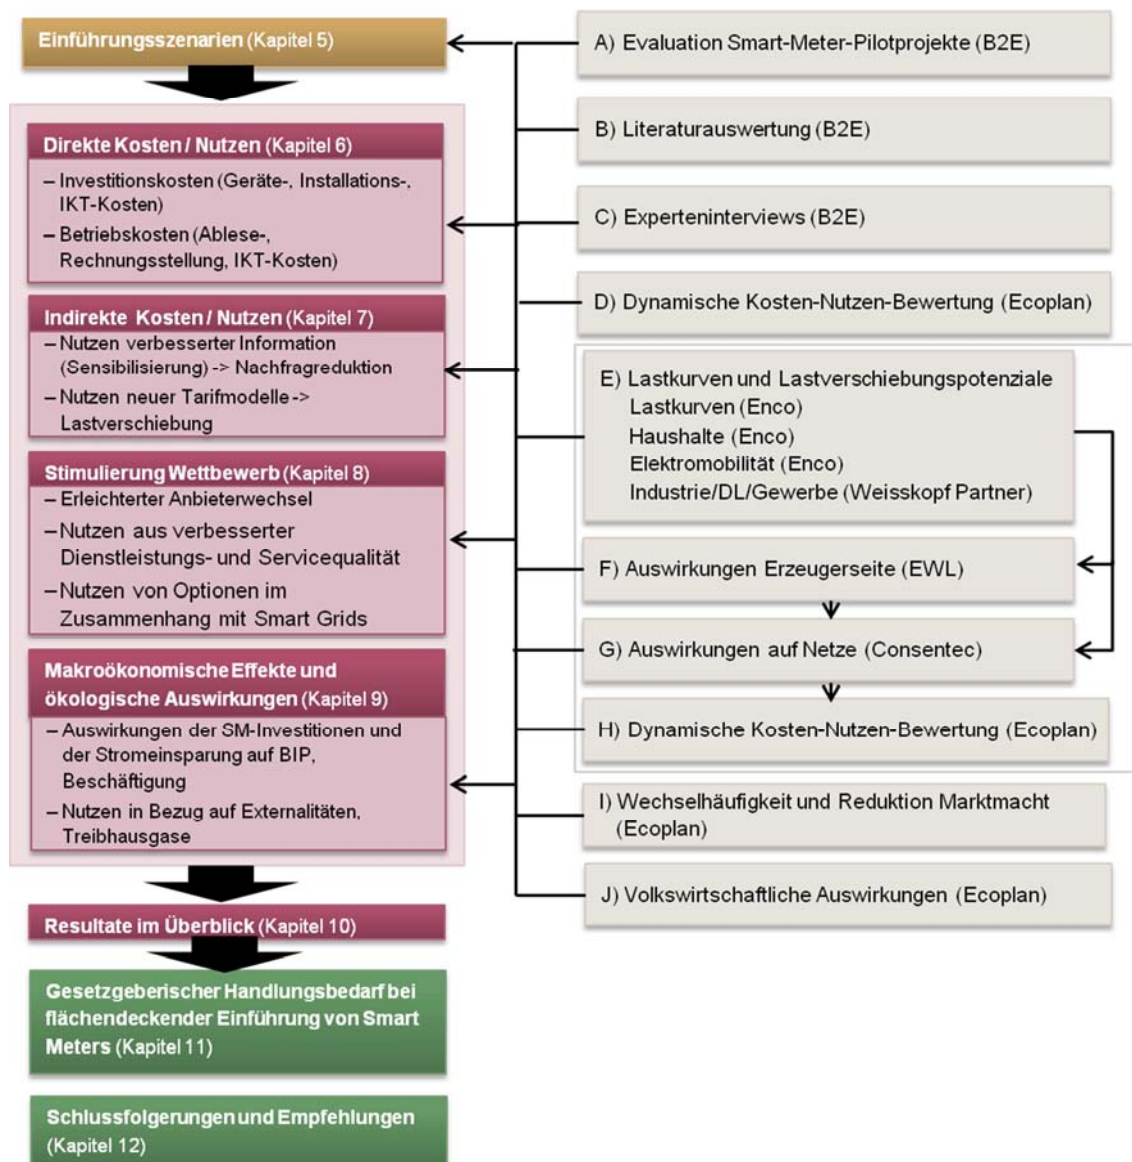 Einführungsszenarien (Kapitel 5)
Direkte Kosten / Nutzen (Kapitel 6)
– Investitionskosten (Geräte-, Installations-,
IKT-Kosten)
– Betriebskosten (Ablese-,
Rechnungsstellung, IKT-Kosten)
Indirekte Kosten / Nutzen (Kapitel 7)
– Nutzen verbesserter Information
(Sensibilisierung) -> Nachfragreduktion
– Nutzen neuer Tarifmodelle ->
Lastverschiebung
Stimulierung Wettbewerb (Kapitel 8)
– Erleichterter Anbieterwechsel
– Nutzen aus verbesserter
Dienstleistungs- und Servicequalität
– Nutzen von Optionen im
Zusammenhang mit Smart Grids
Makroökonomische Effekte und
ökologische Auswirkungen (Kapitel 9)
– Auswirkungen der SM-Investitionen und
der Stromeinsparung auf BIP,
Beschäftigung
– Nutzen in Bezug auf Externalitäten,
Treibhausgase
Resultate im Überblick (Kapitel 10)
Gesetzgeberischer Handlungsbedarf bei
flächendeckender Einführung von Smart
Meters (Kapitel 11)
Schlussfolgerungen und Empfehlungen
(Kapitel 12)
A) Evaluation Smart-Meter-Pilotprojekte (B2E)
B) Literaturauswertung (B2E)
C) Experteninterviews (B2E)
D) Dynamische Kosten-Nutzen-Bewertung (Ecoplan)
E) Lastkurven und Lastverschiebungspotenziale
Lastkurven (Enco)
Haushalte (Enco)
Elektromobilität (Enco)
Industrie/DL/Gewerbe (Weisskopf Partner)
F) Auswirkungen Erzeugerseite (EWL)
G) Auswirkungen auf Netze (Consentec)
H) Dynamische Kosten-Nutzen-Bewertung (Ecoplan)
I) Wechselhäufigkeit und Reduktion Marktmacht
(Ecoplan)
J) Volkswirtschaftliche Auswirkungen (Ecoplan)